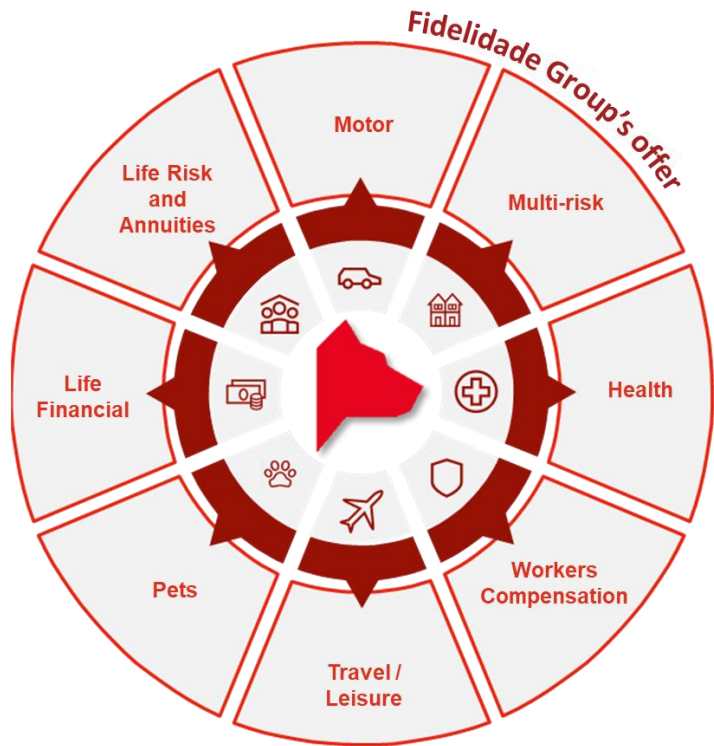 Fidelidade Group's offer
Motor
Multi-risk
Health
Workers
Compensation
Travel /
Leisure
Pets
Life
Financial
Life Risk
and
Annuities